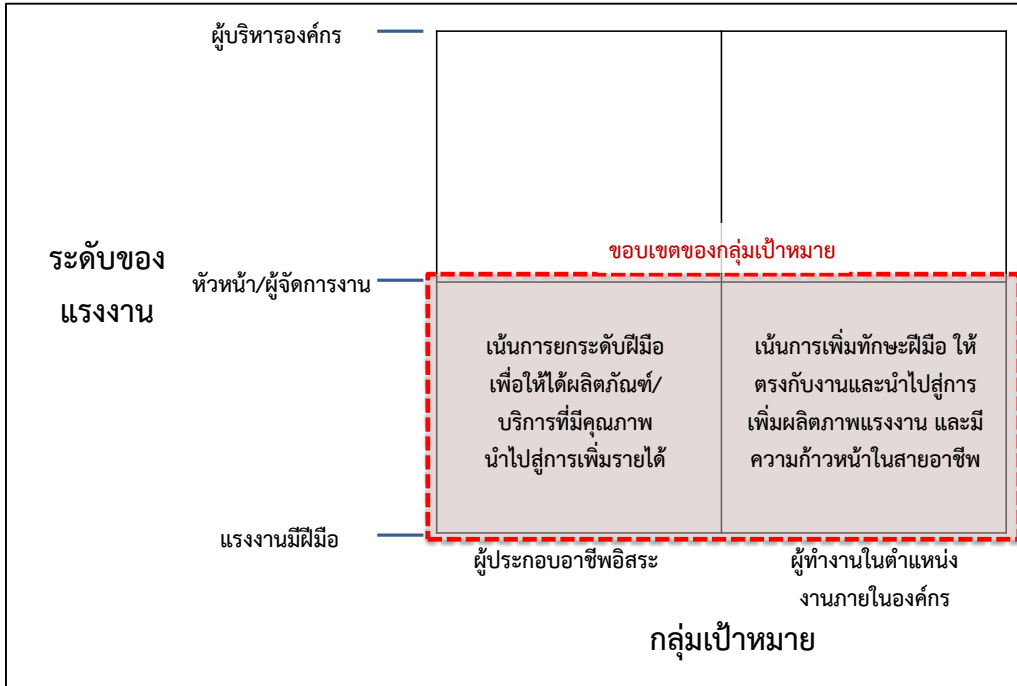 ผู้บริหารองค์กร
ขอบเขตของกลุ่มเป้าหมาย
ระดับของ
แรงงาน
หัวหน้า/ผู้จัดการงาน
เน้นการยกระดับฝีมือ
เพื่อให้ได้ผลิตภัณฑ์/
บริการที่มีคุณภาพ
นำไปสู่การเพิ่มรายได้
เน้นการเพิ่มทักษะฝีมือ ให้
ตรงกับงานและนำไปสู่การ
เพิ่มผลิตภาพแรงงาน และมี
ความก้าวหน้าในสายอาชีพ
แรงงานมีฝีมือ
ผู้ประกอบอาชีพอิสระ
ผู้ทำงานในตำแหน่ง
งานภายในองค์กร
กลุ่มเป้าหมาย